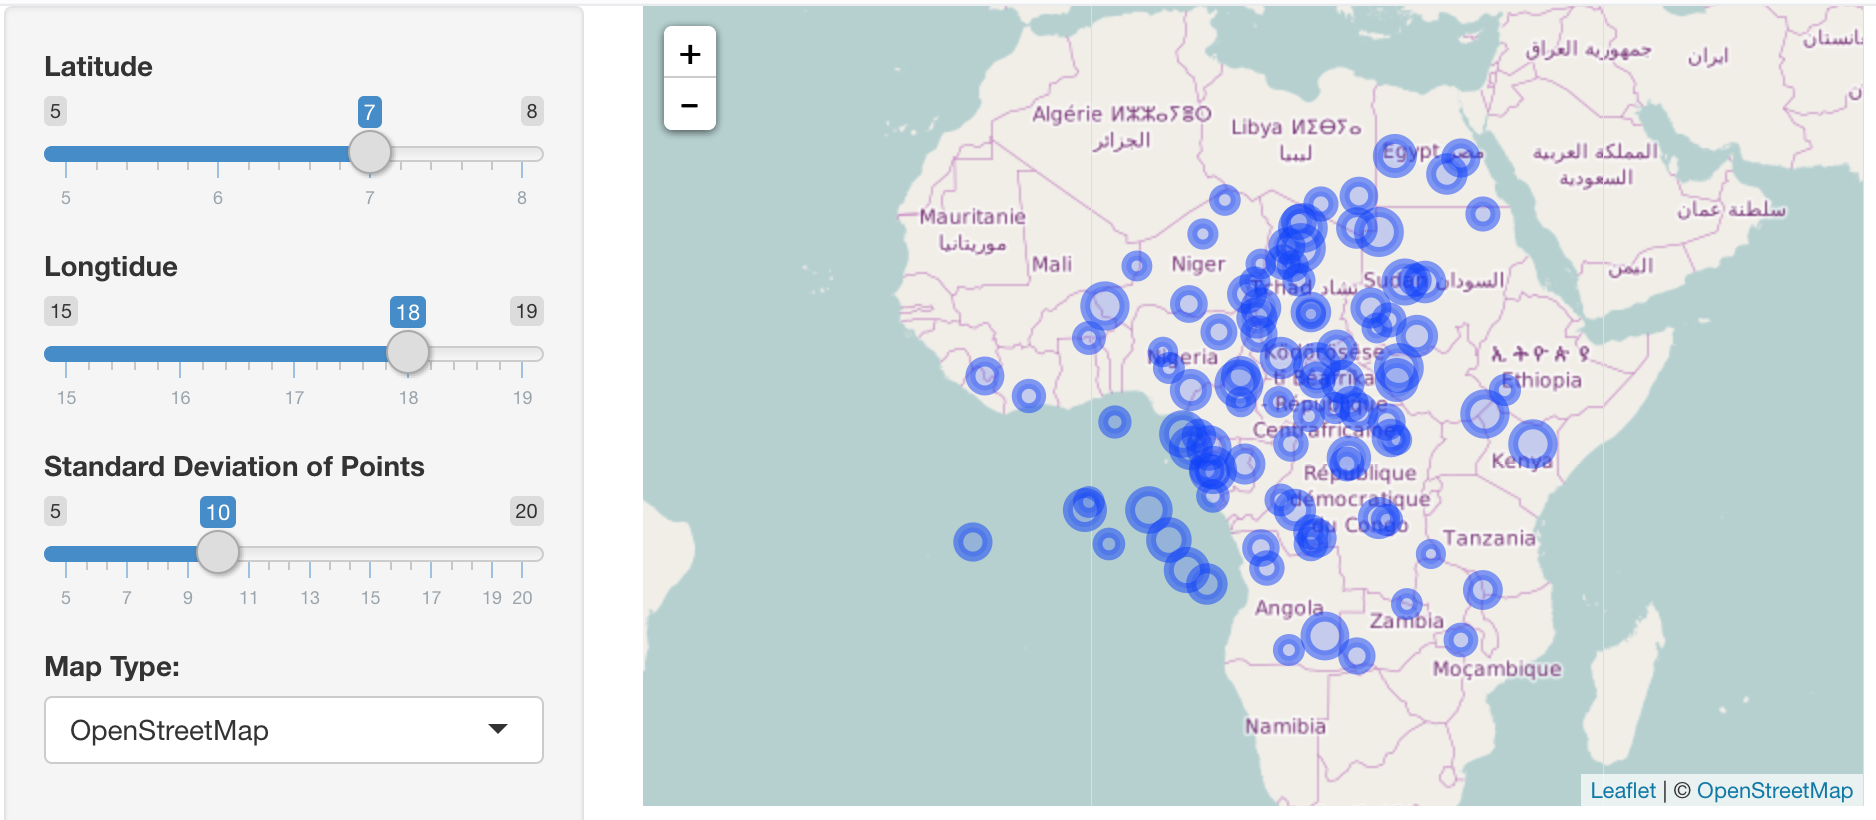 Latitude
5
7
8
5
6
7
8
Longtidue
15
18
19
15
16
17
18
19
Standard Deviation of Points
5
10
20
5
7
9
11
13
15
17
19
20
Map Type:
OpenStreetMap
+
−
Algérie ⵍⵣⵣⴰⵢⴻⵔ
الجزائر
Libya ⵍⵉⴱⵢⴰ
ليبيا
Egypt مصر
جمهورية العراق
ایران
المملكة العربية
السعودية
سلطنة عمان
اليمن
Mauritanie
موريتانيا
Mali
Niger
Tchad تشاد
Sudan السودان
Nigeria
Ködörösêse
tî Bêafrîka
- République
Centrafricaine
ኢትዮጵያ
Ethiopia
Kenya
République
démocratique
du Congo
Tanzania
Angola
Zambia
Moçambique
Namibia
Leaflet | © OpenStreetMap